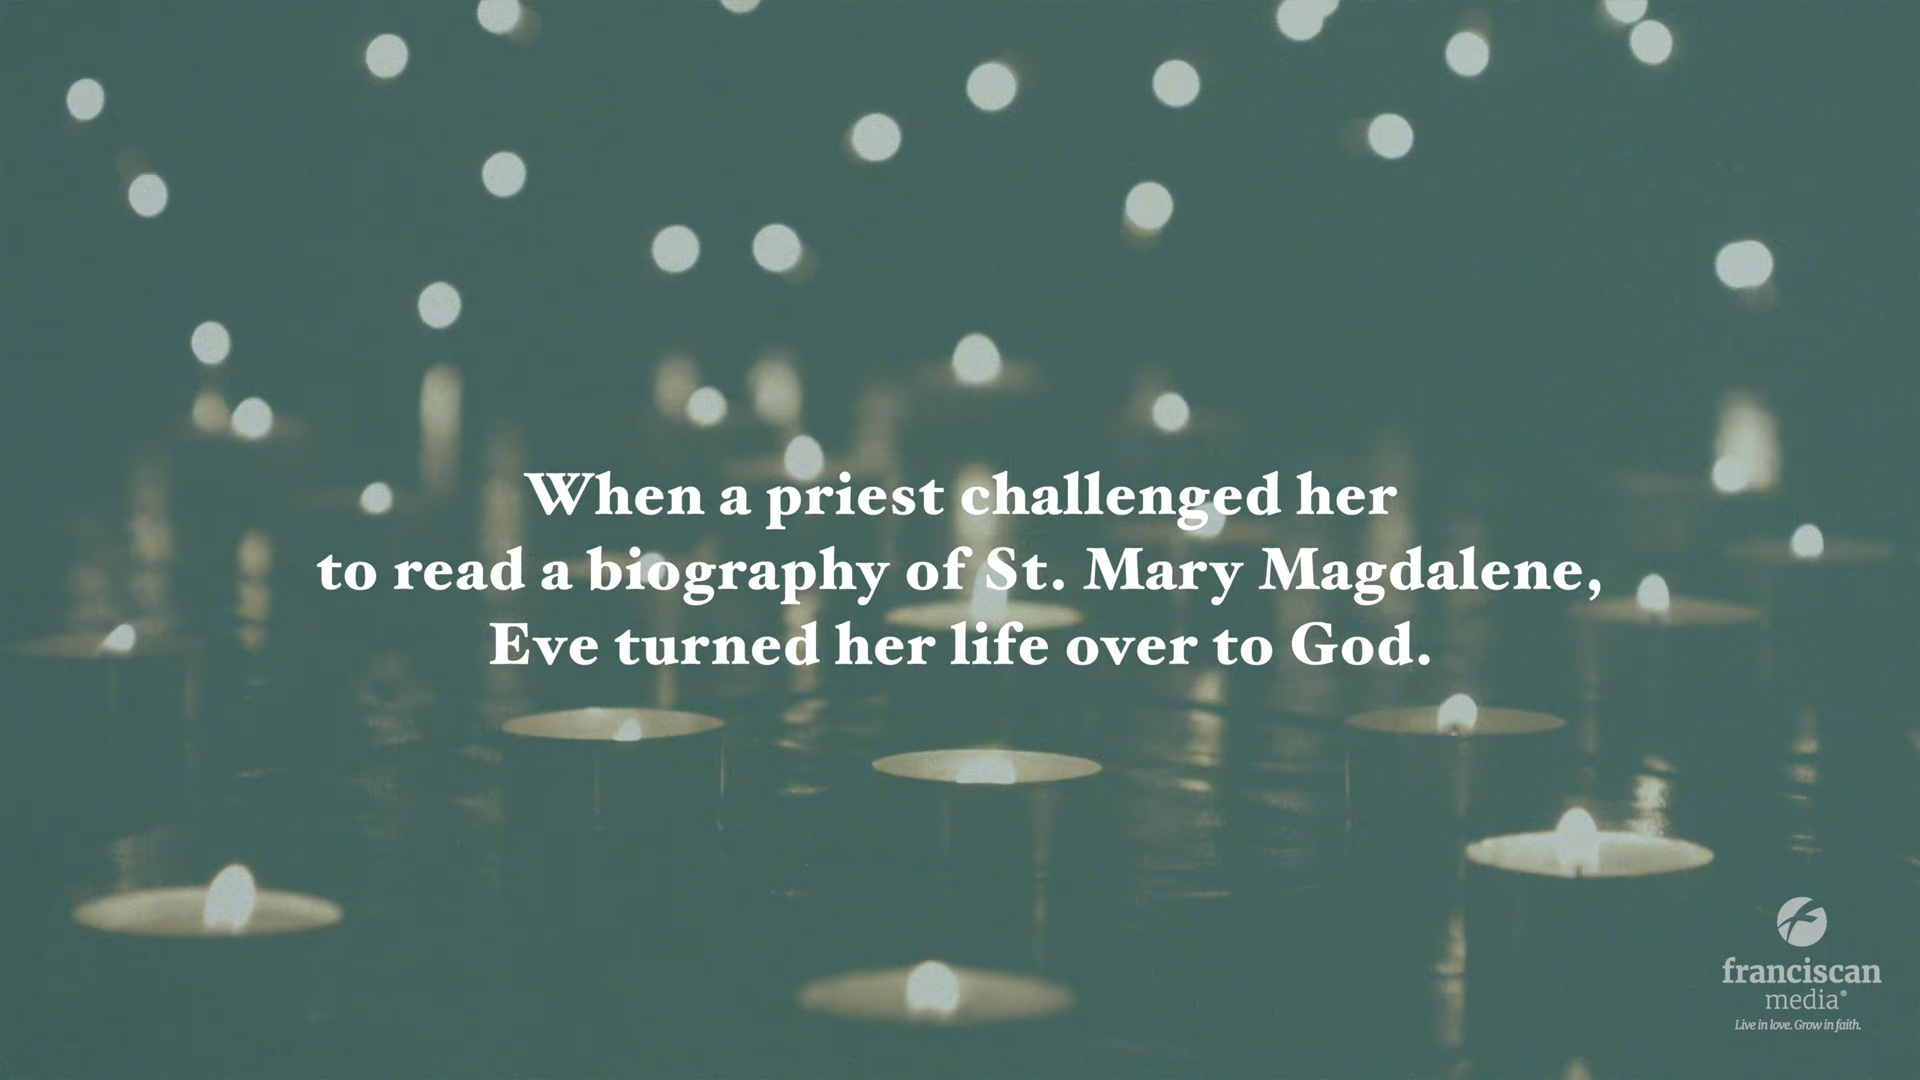 When a priest challenged her
to read a biography of St. Mary Magdalene,
Eve turned her life over to God.
franciscan
media®
Live in love. Grow in faith.